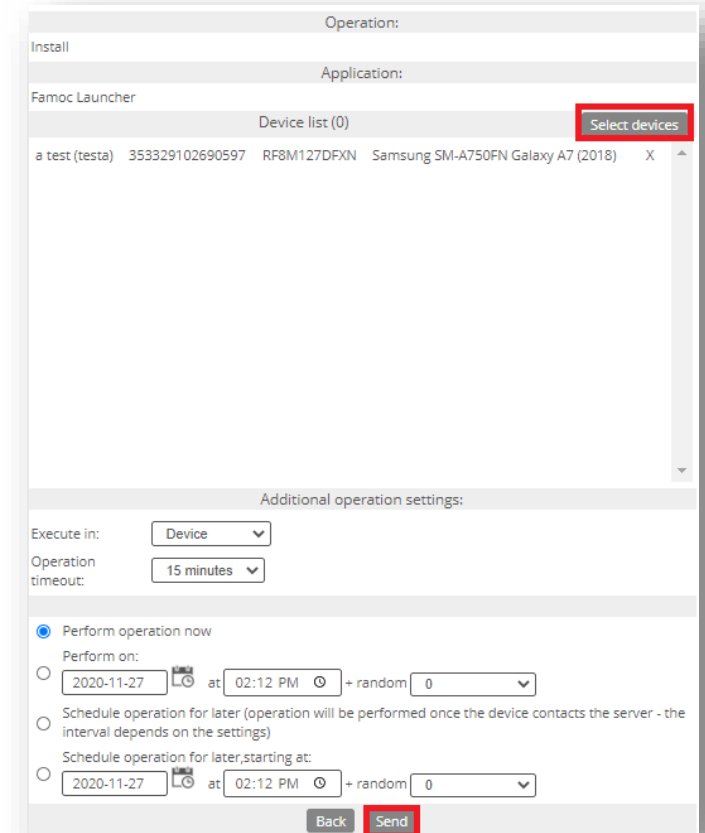 Operation:
Install
Application:
Famoc Launcher
Device list (0) Select devices
a test (testa) 353329102690597 RF8M127DFXN Samsung SM-A750FN Galaxy A7 (2018) X
Additional operation settings:
Execute in: Device
Operation
timeout: 15 minutes
Perform operation now
Perform on:
2020-11-27 at 02:12 PM + random 0
Schedule operation for later (operation will be performed once the device contacts the server - the
interval depends on the settings)
Schedule operation for later,starting at:
2020-11-27 at 02:12 PM + random 0
Back Send